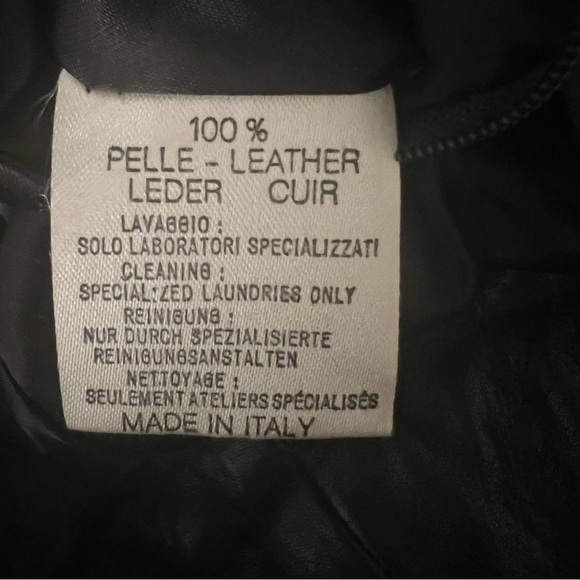 100 %
PELLE - LEATHER
LEDER CUIR
LAVAGGIO :
SOLO LABORATORI SPECIALIZZATI
CLEANING :
SPECIALIZED LAUNDRIES ONLY
REINIGUNG :
NUR DURCH SPEZIALISIERTE
REINIGUNGSANSTALTEN
NETTOYAGE :
SEULEMENT ATELIERS SPÉCIALISÉS
MADE IN ITALY